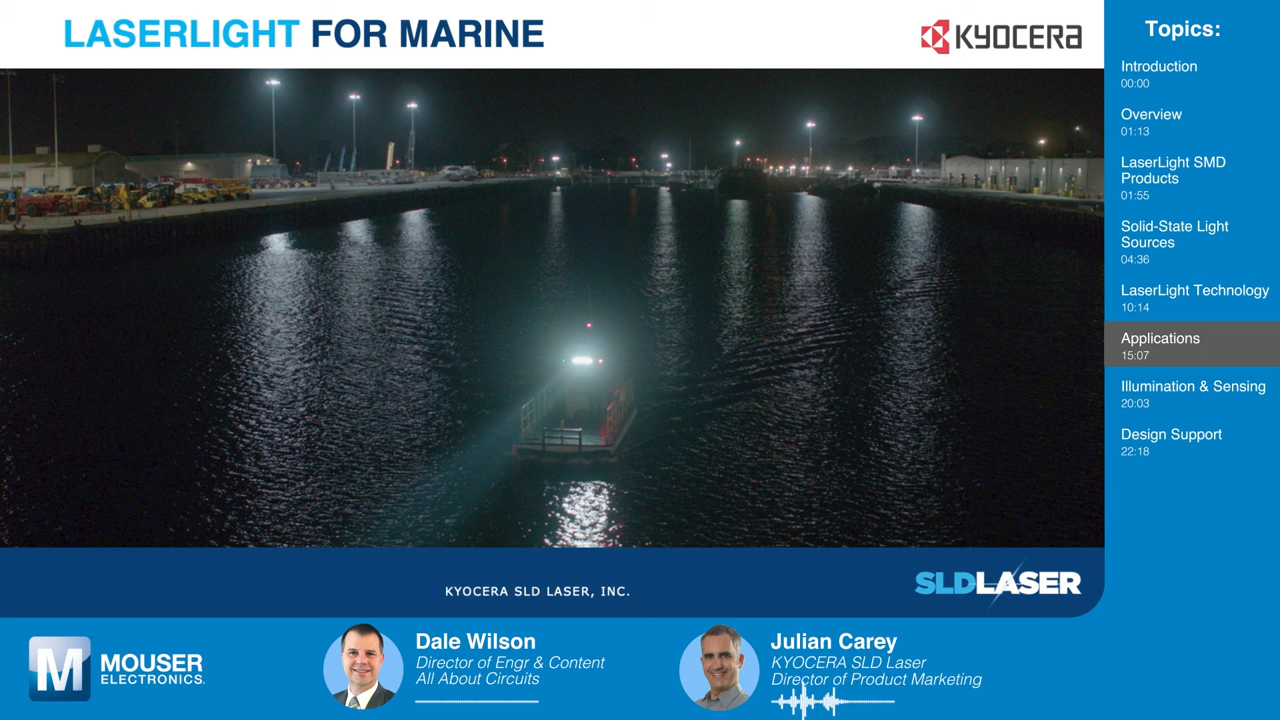 LASERLIGHT FOR MARINE
KYOCERA
KYOCERA SLD LASER, INC.
SLDLASER
Topics:
Introduction
00:00
Overview
01:13
LaserLight SMD
Products
01:55
Solid-State Light
Sources
04:36
LaserLight Technology
10:14
Applications
15:07
Illumination & Sensing
20:03
Design Support
22:18
M
MOUSER
ELECTRONICS.
Dale Wilson
Director of Engr & Content
All About Circuits
Julian Carey
KYOCERA SLD Laser
Director of Product Marketing